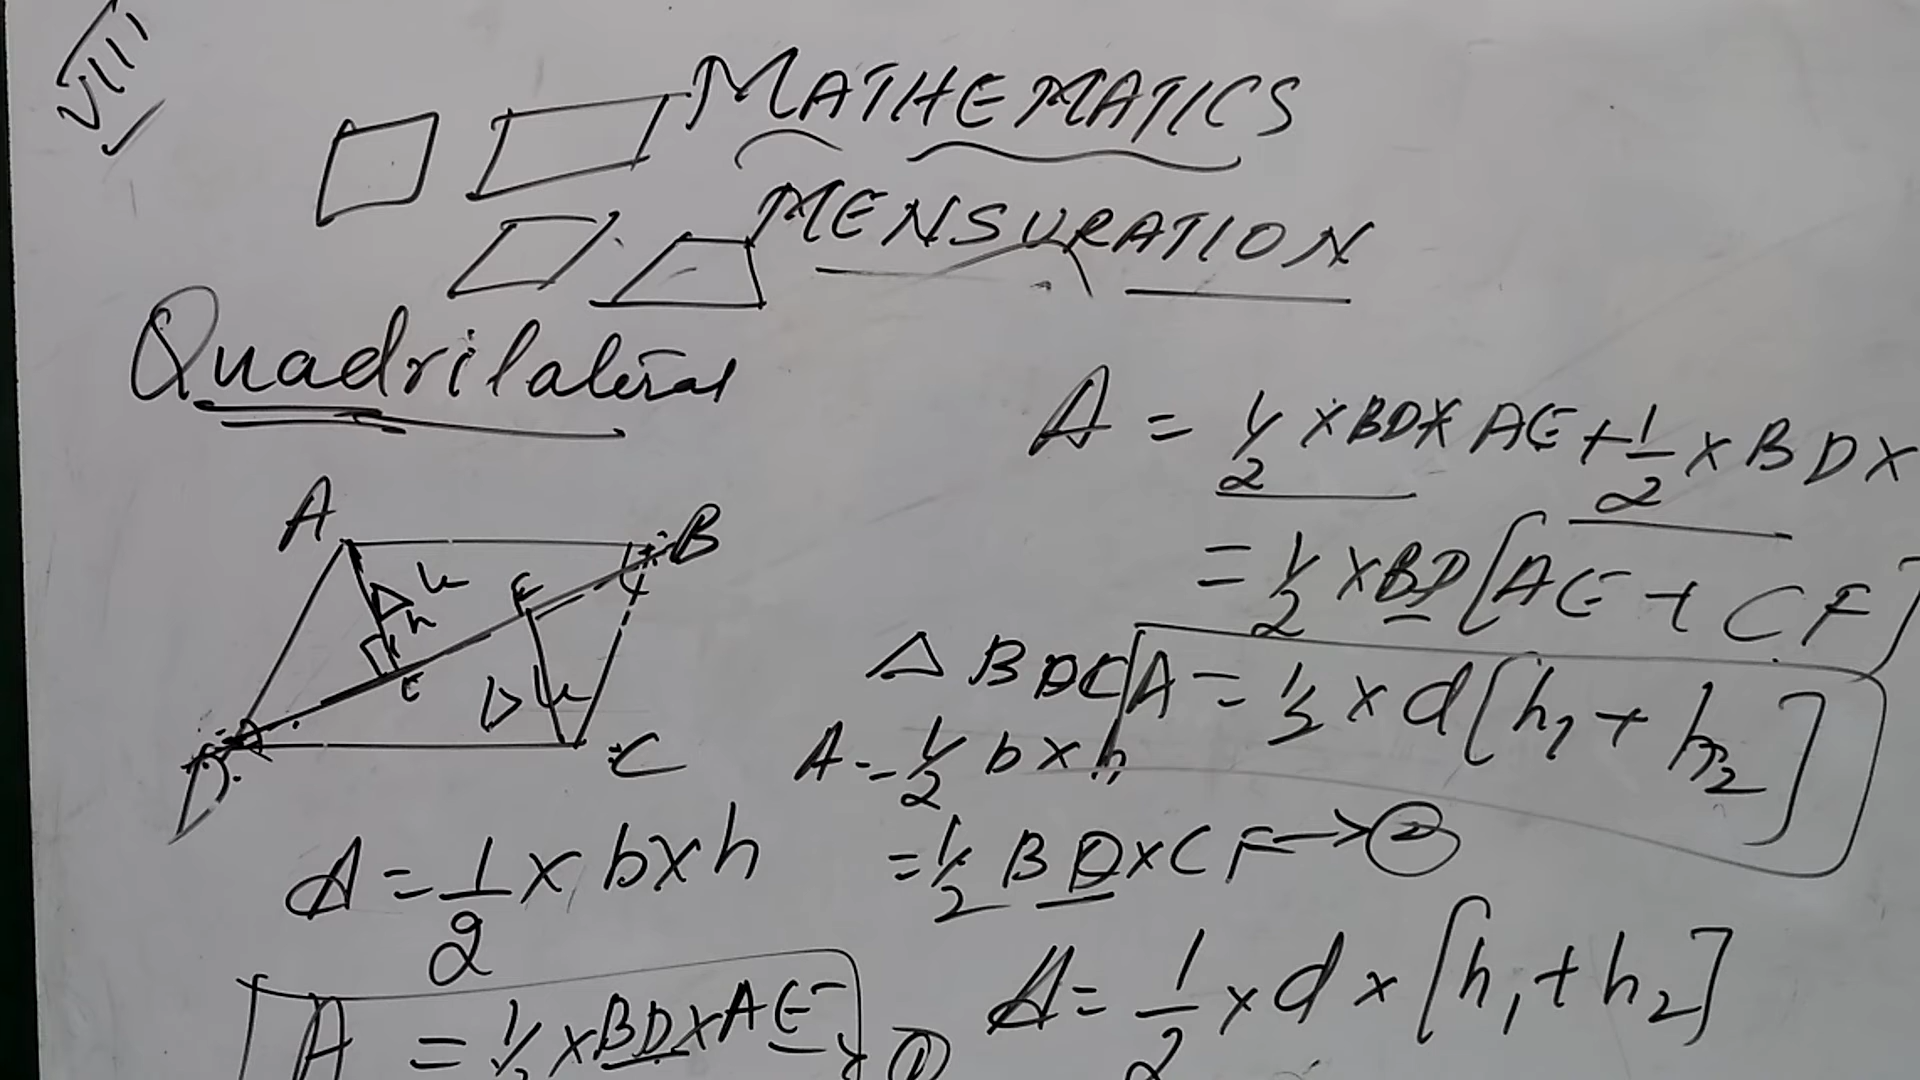 VIII
MATHEMATICS
MENSURATION
Quadrilateral
A B
h
h
F
E
h
D C
A = 1/2 × b × h
A = 1/2 × BD × AE → ①
Δ BDC
A = 1/2 b × h
= 1/2 BD × CF → ②
A = 1/2 × BD × AE + 1/2 × BD ×
= 1/2 × BD [AE + CF]
A = 1/2 × d [h₁ + h₂]
A = 1/2 × d × [h₁ + h₂]